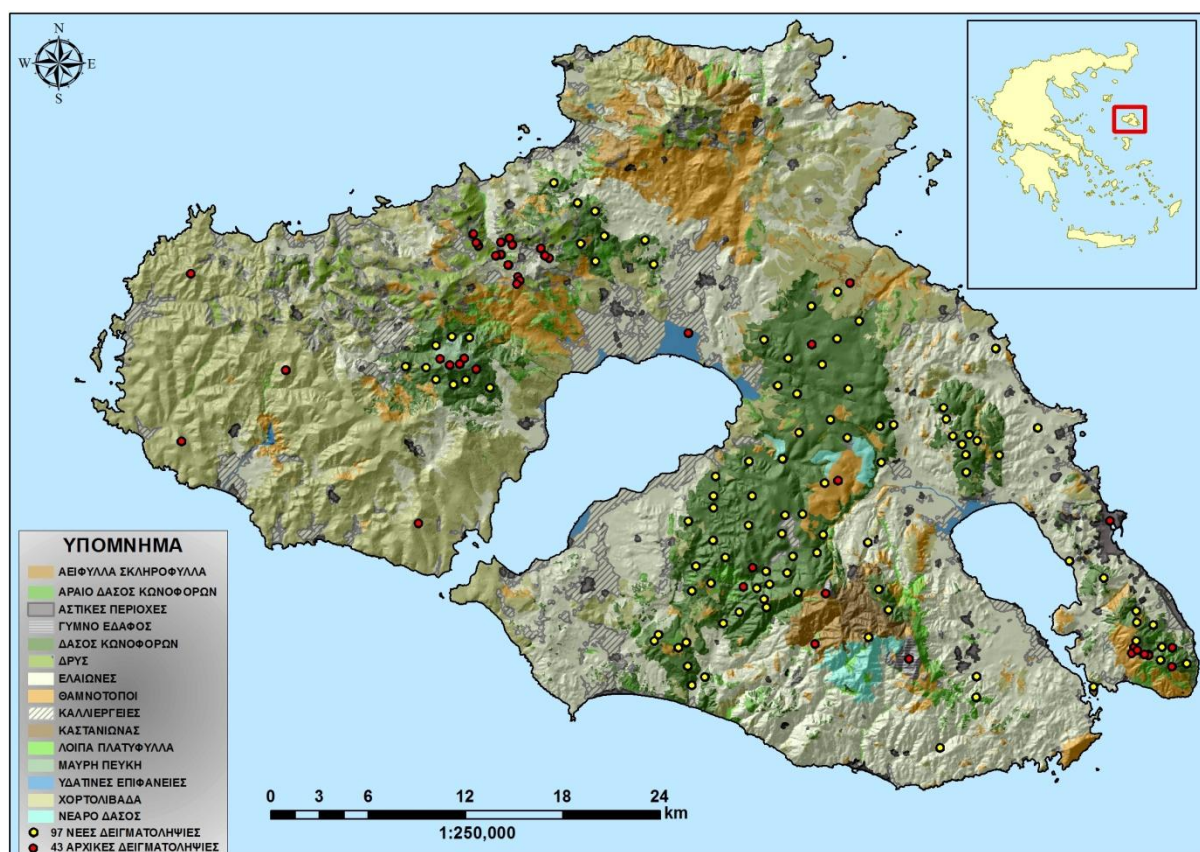 N
W E
S
ΥΠΟΜΝΗΜΑ
ΑΕΙΦΥΛΛΑ ΣΚΛΗΡΟΦΥΛΛΑ
ΑΡΑΙΟ ΔΑΣΟΣ ΚΩΝΟΦΟΡΩΝ
ΑΣΤΙΚΕΣ ΠΕΡΙΟΧΕΣ
ΓΥΜΝΟ ΕΔΑΦΟΣ
ΔΑΣΟΣ ΚΩΝΟΦΟΡΩΝ
ΔΡΥΣ
ΕΛΑΙΩΝΕΣ
ΘΑΜΝΟΤΟΠΟΙ
ΚΑΛΛΙΕΡΓΕΙΕΣ
ΚΑΣΤΑΝΙΩΝΑΣ
ΛΟΙΠΑ ΠΛΑΤΥΦΥΛΛΑ
ΜΑΥΡΗ ΠΕΥΚΗ
ΥΔΑΤΙΝΕΣ ΕΠΙΦΑΝΕΙΕΣ
ΧΟΡΤΟΛΙΒΑΔΑ
ΝΕΑΡΟ ΔΑΣΟΣ
97 ΝΕΕΣ ΔΕΙΓΜΑΤΟΛΗΨΙΕΣ
43 ΑΡΧΙΚΕΣ ΔΕΙΓΜΑΤΟΛΗΨΙΕΣ
0 3 6 12 18 24
km
1:250,000